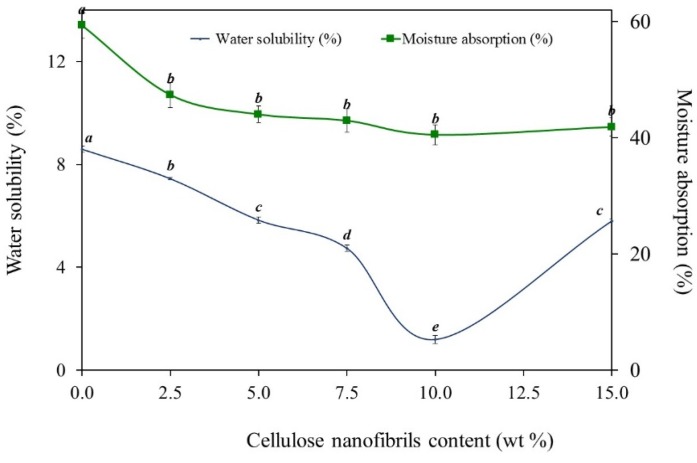 a
Water solubility (%)
Moisture absorption (%)
b
b
b
b
b
a
b
c
d
e
c
Water solubility (%)
0
4
8
12
Moisture absorption (%)
0
20
40
60
0.0 2.5 5.0 7.5 10.0 12.5 15.0
Cellulose nanofibrils content (wt %)